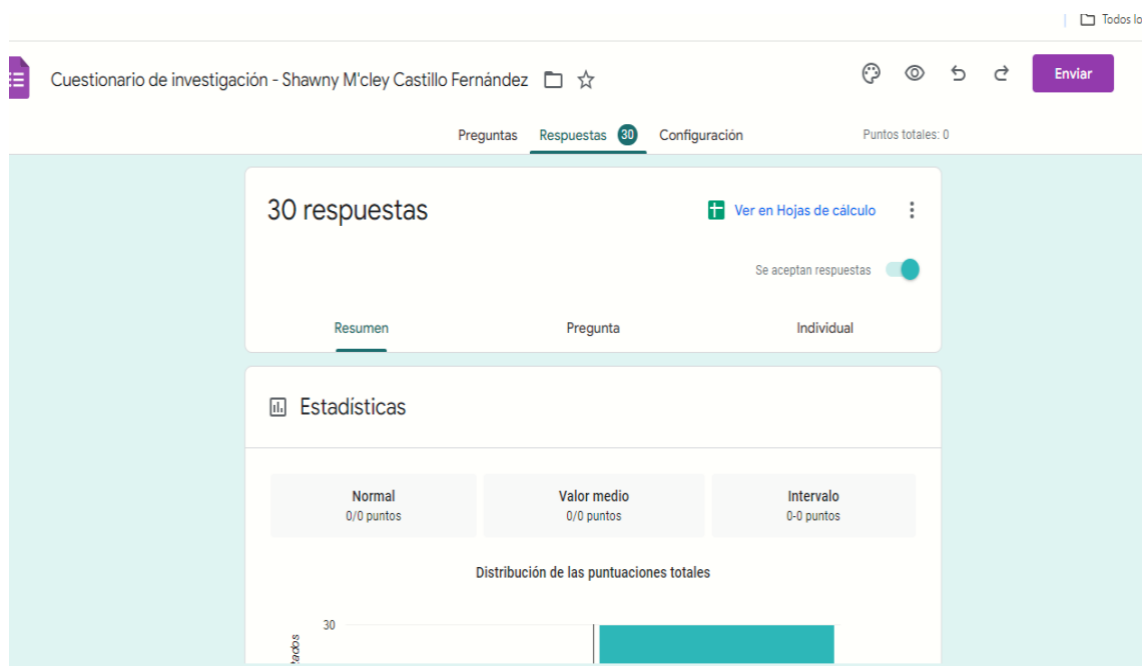 Todos lo
Cuestionario de investigación - Shawny M'cley Castillo Fernández
Enviar
Preguntas Respuestas 30 Configuración Puntos totales: 0
30 respuestas
Ver en Hojas de cálculo
Se aceptan respuestas
Resumen Pregunta Individual
Estadísticas
Normal Valor medio Intervalo
0/0 puntos 0/0 puntos 0-0 puntos
Distribución de las puntuaciones totales
30